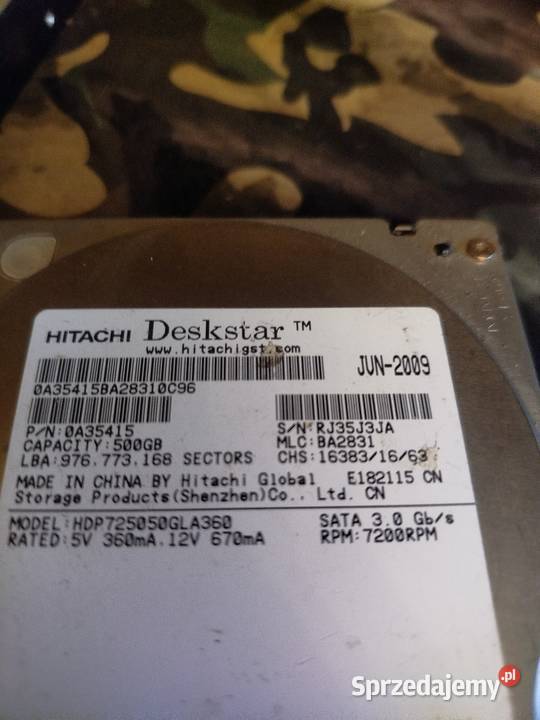 HITACHI Deskstar™
www.hitachigst.com
JUN-2009
0A35415BA28310C96
P/N:0A35415 S/N:RJ35J3JA
CAPACITY:500GB MLC:BA2831
LBA:976,773,168 SECTORS CHS:16383/16/63
MADE IN CHINA BY Hitachi Global E182115 CN
Storage Products(Shenzhen)Co., Ltd. CN
MODEL:HDP725050GLA360 SATA 3.0 Gb/s
RATED:5V 360mA,12V 670mA RPM:7200RPM
Sprzedajemy.pl